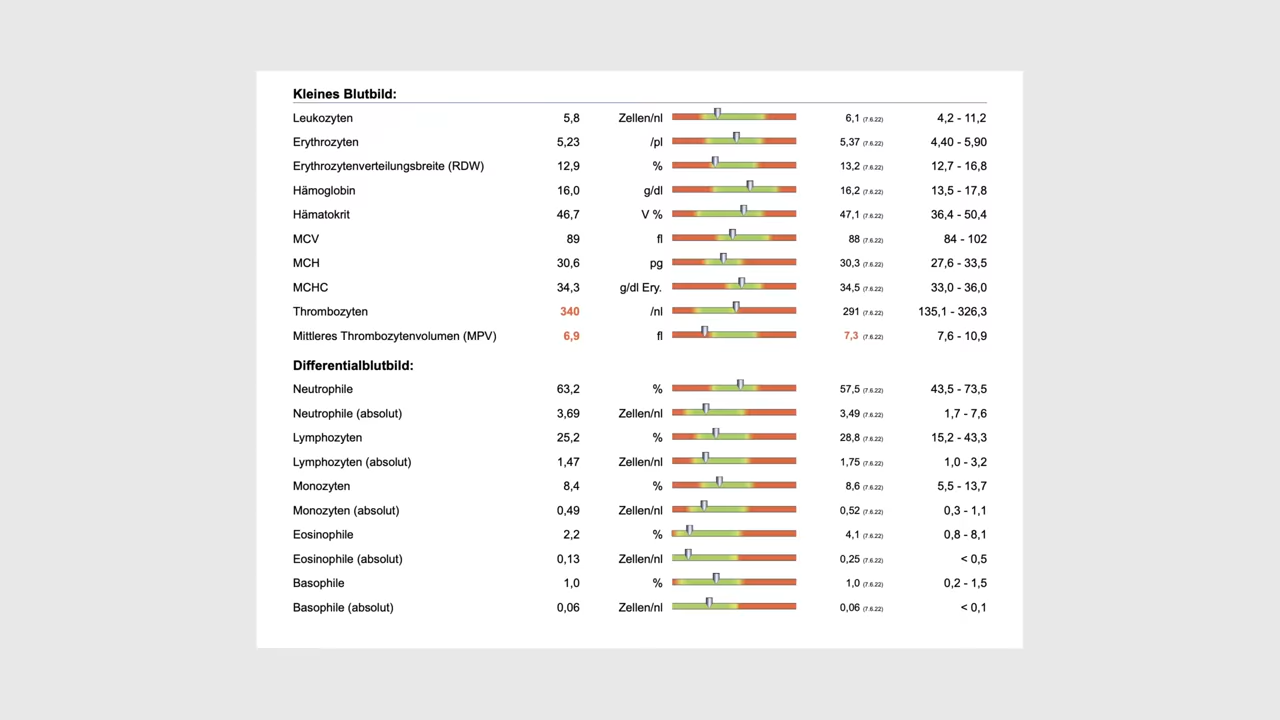 Kleines Blutbild:
Leukozyten 5,8 Zellen/nl 6,1 (7.6.22) 4,2 - 11,2
Erythrozyten 5,23 /pl 5,37 (7.6.22) 4,40 - 5,90
Erythrozytenverteilungsbreite (RDW) 12,9 % 13,2 (7.6.22) 12,7 - 16,8
Hämoglobin 16,0 g/dl 16,2 (7.6.22) 13,5 - 17,8
Hämatokrit 46,7 V % 47,1 (7.6.22) 36,4 - 50,4
MCV 89 fl 88 (7.6.22) 84 - 102
MCH 30,6 pg 30,3 (7.6.22) 27,6 - 33,5
MCHC 34,3 g/dl Ery. 34,5 (7.6.22) 33,0 - 36,0
Thrombozyten 340 /nl 291 (7.6.22) 135,1 - 326,3
Mittleres Thrombozytenvolumen (MPV) 6,9 fl 7,3 (7.6.22) 7,6 - 10,9
Differentialblutbild:
Neutrophile 63,2 % 57,5 (7.6.22) 43,5 - 73,5
Neutrophile (absolut) 3,69 Zellen/nl 3,49 (7.6.22) 1,7 - 7,6
Lymphozyten 25,2 % 28,8 (7.6.22) 15,2 - 43,3
Lymphozyten (absolut) 1,47 Zellen/nl 1,75 (7.6.22) 1,0 - 3,2
Monozyten 8,4 % 8,6 (7.6.22) 5,5 - 13,7
Monozyten (absolut) 0,49 Zellen/nl 0,52 (7.6.22) 0,3 - 1,1
Eosinophile 2,2 % 4,1 (7.6.22) 0,8 - 8,1
Eosinophile (absolut) 0,13 Zellen/nl 0,25 (7.6.22) < 0,5
Basophile 1,0 % 1,0 (7.6.22) 0,2 - 1,5
Basophile (absolut) 0,06 Zellen/nl 0,06 (7.6.22) < 0,1